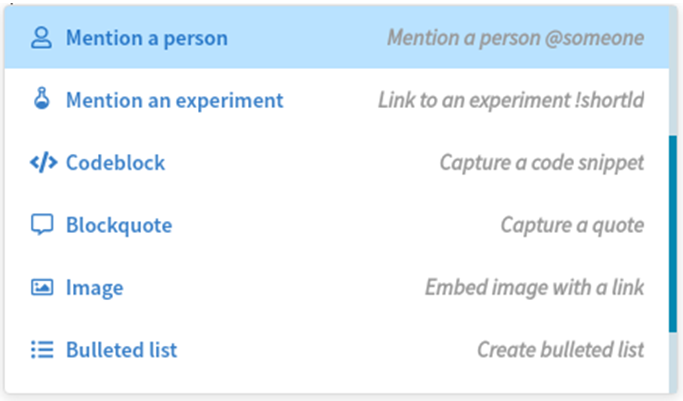 Mention a person Mention a person @someone
Mention an experiment Link to an experiment !shortId
Codeblock Capture a code snippet
Blockquote Capture a quote
Image Embed image with a link
Bulleted list Create bulleted list